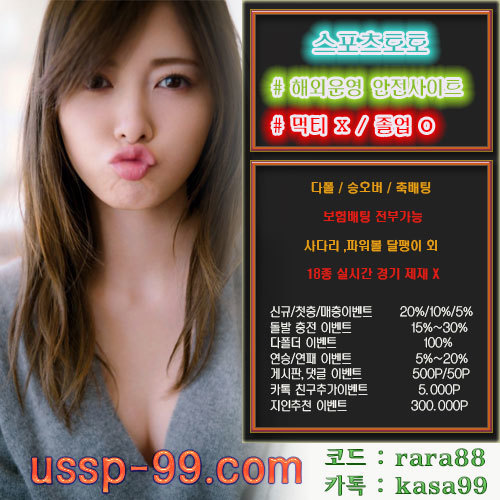 스포츠토토
# 해외운영 안전사이트
# 먹티 X / 졸업 O
다폴 / 승오버 / 축배팅
보험배팅 전부가능
사다리 ,파워볼 달팽이 외
18종 실시간 경기 제재 X
신규/첫충/매충이벤트 20%/10%/5%
돌발 충전 이벤트 15%~30%
다폴더 이벤트 100%
연승/연패 이벤트 5%~20%
게시판,댓글 이벤트 500P/50P
카톡 친구추가이벤트 5.000P
지인추천 이벤트 300.000P
ussp-99.com
코드 : rara88
카톡 : kasa99